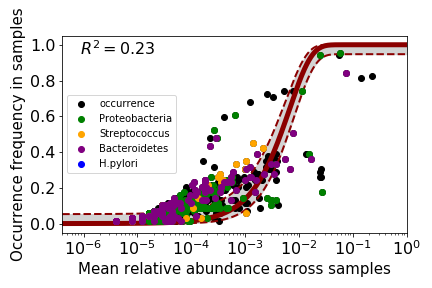 R² = 0.23
1.0
0.8
0.6
0.4
0.2
0.0
Occurrence frequency in samples
occurrence
Proteobacteria
Streptococcus
Bacteroidetes
H.pylori
10⁻⁶ 10⁻⁵ 10⁻⁴ 10⁻³ 10⁻² 10⁻¹ 10⁰
Mean relative abundance across samples